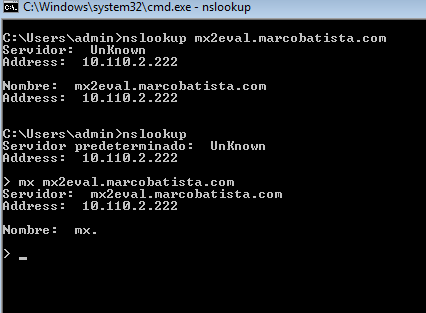 C:\Windows\system32\cmd.exe - nslookup
C:\Users\admin>nslookup mx2eval.marcobatista.com
Servidor:  UnKnown
Address:  10.110.2.222
Nombre:  mx2eval.marcobatista.com
Address:  10.110.2.222
C:\Users\admin>nslookup
Servidor predeterminado:  UnKnown
Address:  10.110.2.222
> mx mx2eval.marcobatista.com
Servidor:  mx2eval.marcobatista.com
Address:  10.110.2.222
Nombre:  mx.
> _